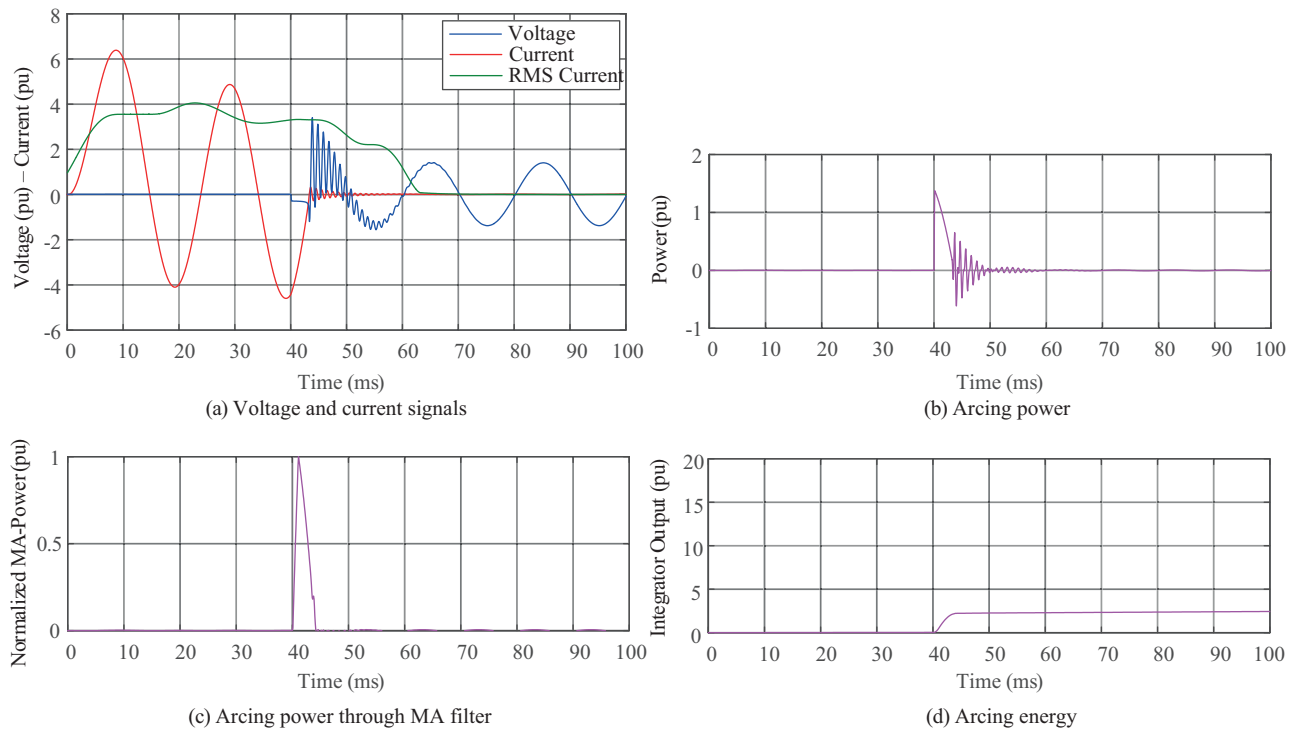 8
6
4
2
0
-2
-4
-6
Voltage (pu) – Current (pu)
Voltage
Current
RMS Current
0 10 20 30 40 50 60 70 80 90 100
Time (ms)
(a) Voltage and current signals
2
1
0
-1
Power (pu)
0 10 20 30 40 50 60 70 80 90 100
Time (ms)
(b) Arcing power
1
0.5
0
Normalized MA-Power (pu)
0 10 20 30 40 50 60 70 80 90 100
Time (ms)
(c) Arcing power through MA filter
20
15
10
5
0
Integrator Output (pu)
0 10 20 30 40 50 60 70 80 90 100
Time (ms)
(d) Arcing energy